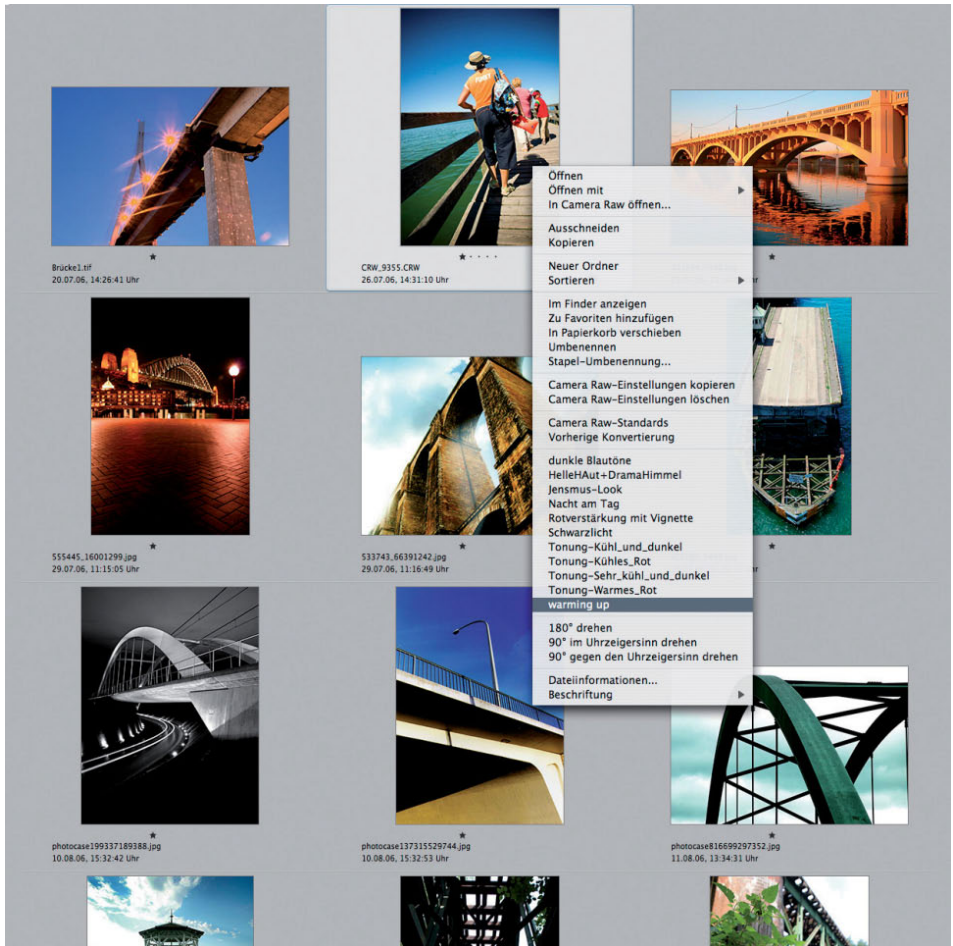 Brücke1.tif
20.07.06, 14:26:41 Uhr
CRW_9355.CRW
26.07.06, 14:31:10 Uhr
Öffnen
Öffnen mit
In Camera Raw öffnen...
Ausschneiden
Kopieren
Neuer Ordner
Sortieren
Im Finder anzeigen
Zu Favoriten hinzufügen
In Papierkorb verschieben
Umbenennen
Stapel-Umbenennung...
Camera Raw-Einstellungen kopieren
Camera Raw-Einstellungen löschen
Camera Raw-Standards
Vorherige Konvertierung
dunkle Blautöne
HelleHAut+DramaHimmel
Jensmus-Look
Nacht am Tag
Rotverstärkung mit Vignette
Schwarzlicht
Tonung-Kühl_und_dunkel
Tonung-Kühles_Rot
Tonung-Sehr_kühl_und_dunkel
Tonung-Warmes_Rot
warming up
180° drehen
90° im Uhrzeigersinn drehen
90° gegen den Uhrzeigersinn drehen
Dateiinformationen...
Beschriftung
555445_16001299.jpg
29.07.06, 11:15:05 Uhr
533743_66391242.jpg
29.07.06, 11:16:49 Uhr
photocase199337189388.jpg
10.08.06, 15:32:42 Uhr
photocase137315529744.jpg
10.08.06, 15:32:53 Uhr
photocase816699297352.jpg
11.08.06, 13:34:31 Uhr